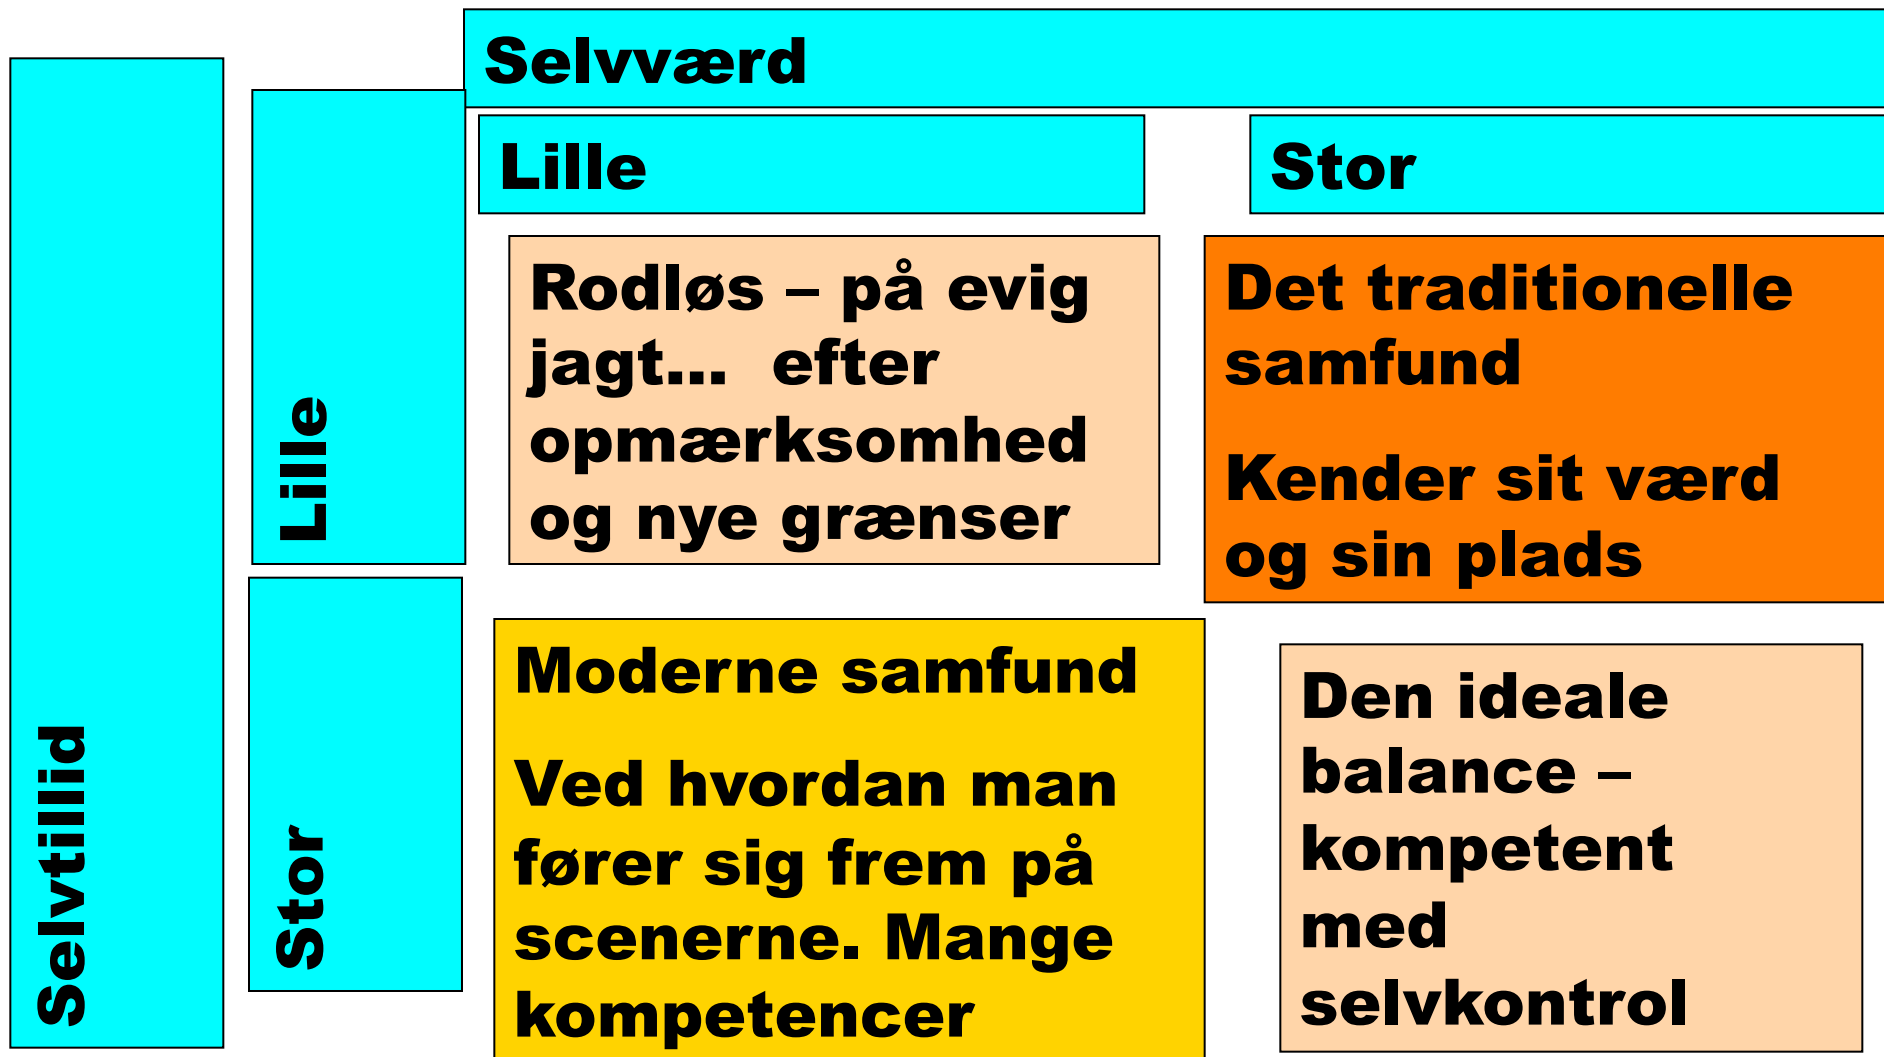 Selvværd
Selvtillid
Lille
Stor
Lille
Rodløs – på evig
jagt... efter
opmærksomhed
og nye grænser
Det traditionelle
samfund
Kender sit værd
og sin plads
Stor
Moderne samfund
Ved hvordan man
fører sig frem på
scenerne. Mange
kompetencer
Den ideale
balance –
kompetent
med
selvkontrol